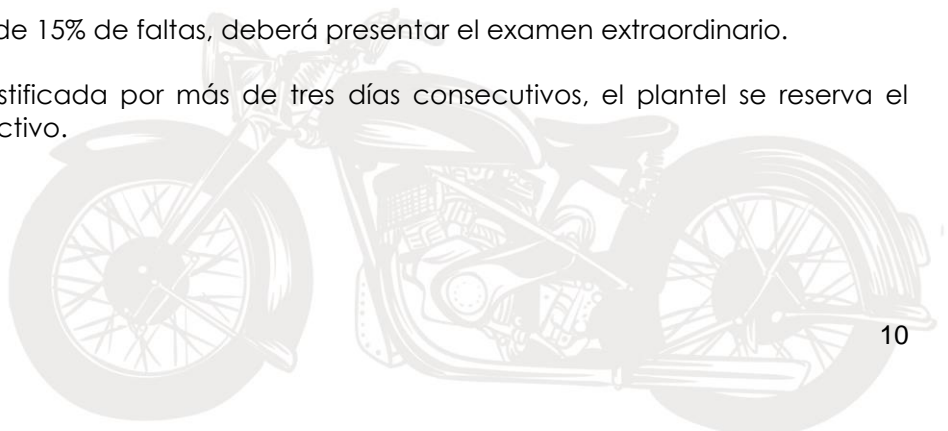 de 15% de faltas, deberá presentar el examen extraordinario.
stificada por más de tres días consecutivos, el plantel se reserva el
ctivo.
10